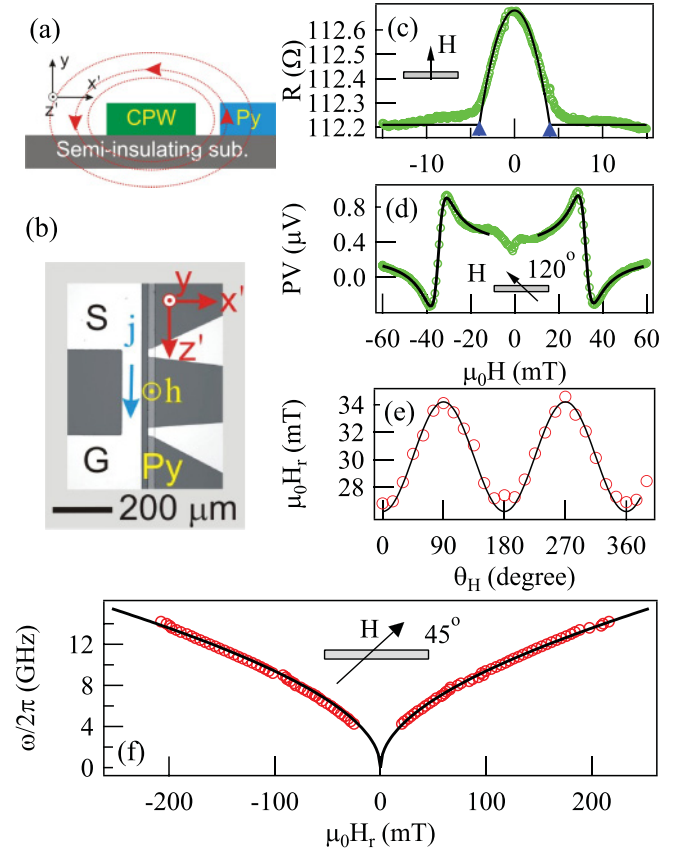 (a)
y
x'
z'
CPW
Py
Semi-insulating sub.
(b)
S
y
x'
j
z'
h
G
Py
200 μm
(c)
H
R (Ω)
112.6
112.5
112.4
112.3
112.2
-10 0 10
(d)
H 120°
PV (μV)
0.8
0.4
0.0
-60 -40 -20 0 20 40 60
μ₀H (mT)
(e)
μ₀Hᵣ (mT)
34
32
30
28
0 90 180 270 360
θ_H (degree)
H 45°
ω/2π (GHz)
12
8
4
0
(f)
-200 -100 0 100 200
μ₀Hᵣ (mT)